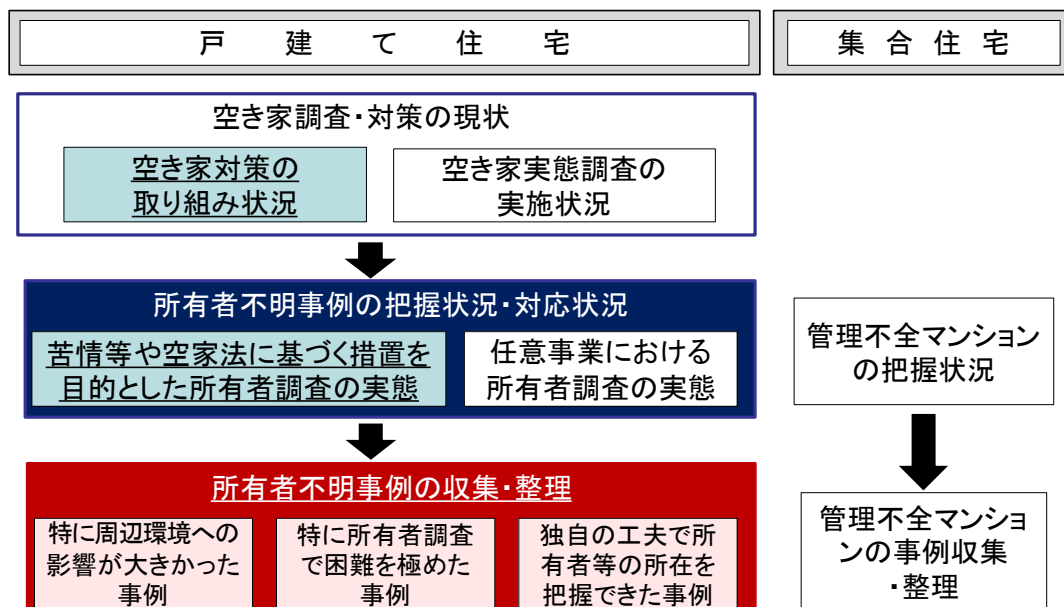 戸建て住宅
集合住宅
空き家調査・対策の現状
空き家対策の
取り組み状況
空き家実態調査の
実施状況
所有者不明事例の把握状況・対応状況
苦情等や空家法に基づく措置を
目的とした所有者調査の実態
任意事業における
所有者調査の実態
管理不全マンション
の把握状況
所有者不明事例の収集・整理
特に周辺環境への
影響が大きかった
事例
特に所有者調査
で困難を極めた
事例
独自の工夫で所
有者等の所在を
把握できた事例
管理不全マンショ
ンの事例収集
・整理